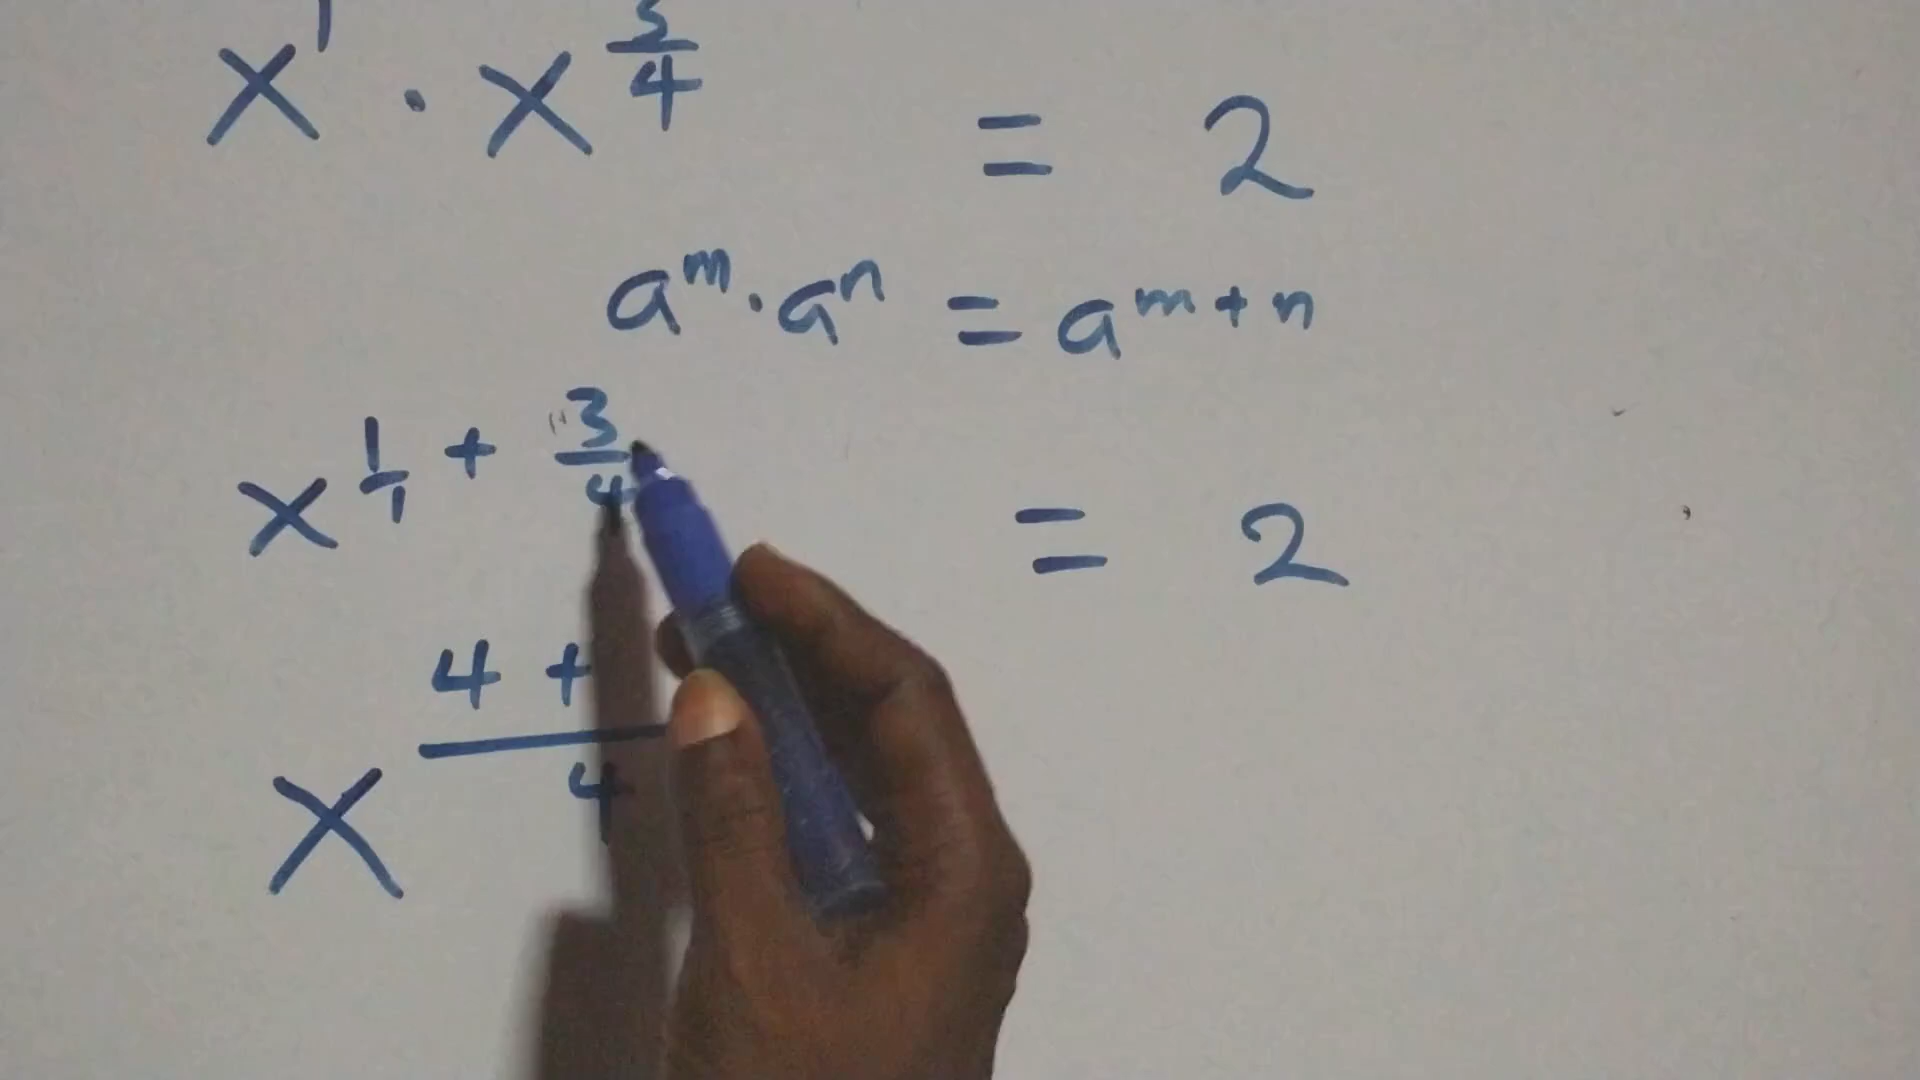 x¹ · x^(3/4) = 2
a^m · a^n = a^(m+n)
x^(1/1 + 3/4) = 2
x^((4 +)/4)